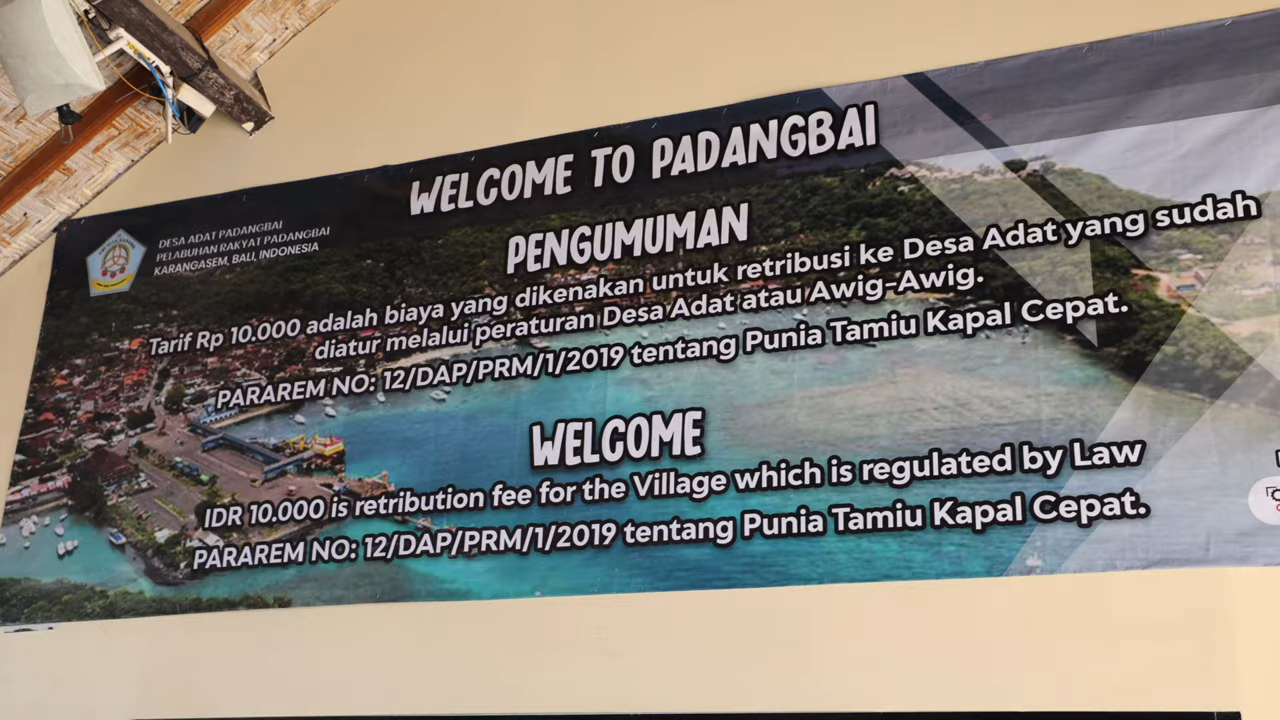 WELCOME TO PADANGBAI
DESA ADAT PADANGBAI
PELABUHAN RAKYAT PADANGBAI
KARANGASEM, BALI, INDONESIA
PENGUMUMAN
Tarif Rp 10.000 adalah biaya yang dikenakan untuk retribusi ke Desa Adat yang sudah
diatur melalui peraturan Desa Adat atau Awig-Awig.
PARAREM NO: 12/DAP/PRM/1/2019 tentang Punia Tamiu Kapal Cepat.
WELCOME
IDR 10.000 is retribution fee for the Village which is regulated by Law
PARAREM NO: 12/DAP/PRM/1/2019 tentang Punia Tamiu Kapal Cepat.